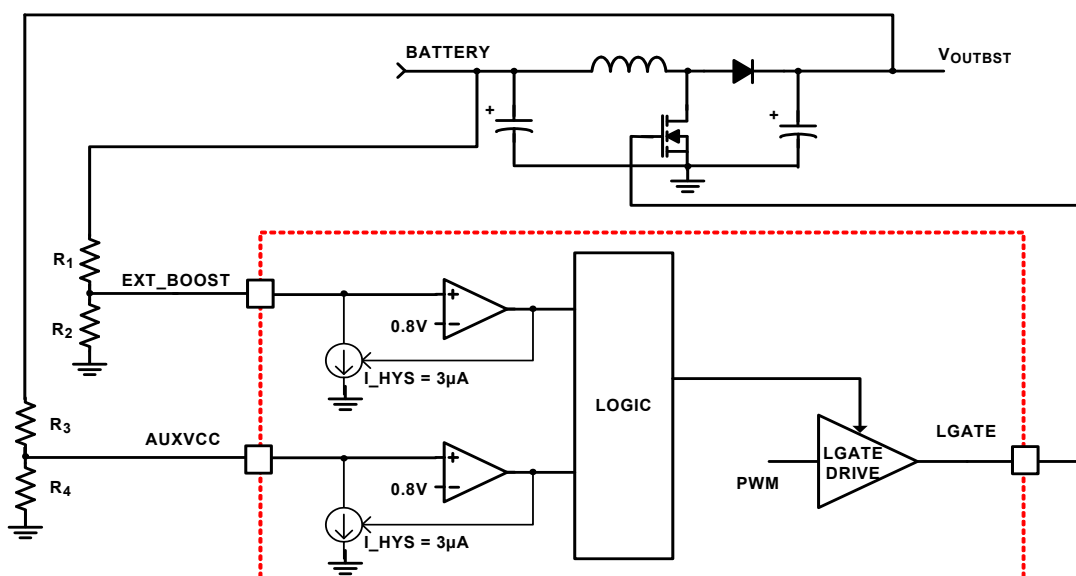 BATTERY
VOUTBST
+
+
R1
EXT_BOOST
R2
+
0.8V
−
I_HYS = 3µA
LOGIC
R3
AUXVCC
R4
+
0.8V
−
I_HYS = 3µA
PWM
LGATE
DRIVE
LGATE